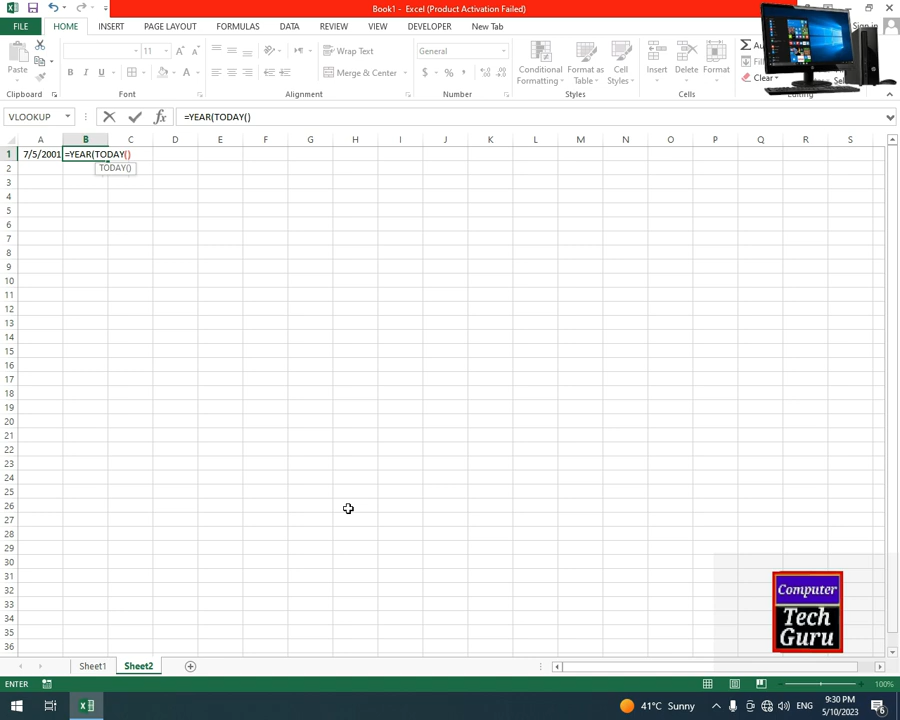 Book1 - Excel (Product Activation Failed)
FILE HOME INSERT PAGE LAYOUT FORMULAS DATA REVIEW VIEW DEVELOPER New Tab Sign in
Paste
11
Wrap Text
General
Merge & Center
$ % ,
Conditional Formatting
Format as Table
Cell Styles
Insert Delete Format
Clear
Clipboard Font Alignment Number Styles Cells
VLOOKUP
fx
=YEAR(TODAY()
A B C D E F G H I J K L M N O P Q R S
1 7/5/2001 =YEAR(TODAY()
2 TODAY()
3
4
5
6
7
8
9
10
11
12
13
14
15
16
17
18
19
20
21
22
23
24
25
26
27
28
29
30
31
32
33
34
35
36
Computer
Tech
Guru
Sheet1 Sheet2
ENTER
100%
41°C Sunny
ENG
9:30 PM
5/10/2023
6